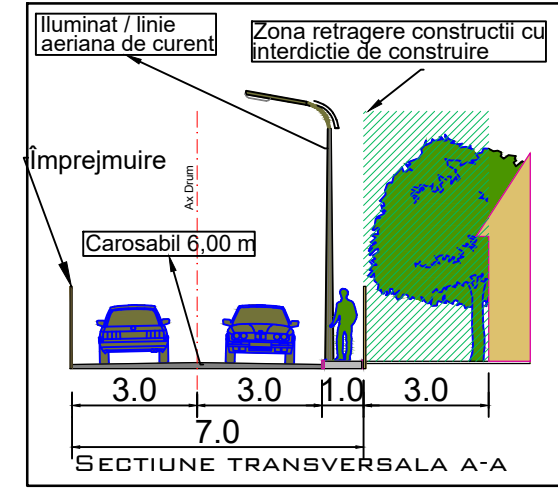 Iluminat / linie
aeriana de curent
Zona retragere constructii cu
interdictie de construire
Împrejmuire
Ax Drum
Carosabil 6,00 m
3.0
3.0
1.0
3.0
7.0
SECTIUNE TRANSVERSALA A-A